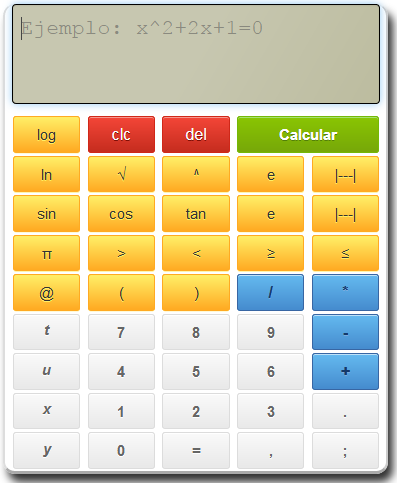 Ejemplo: x^2+2x+1=0
log clc del Calcular
ln √ ^ e |---|
sin cos tan e |---|
π > < ≥ ≤
@ ( ) / *
t 7 8 9 -
u 4 5 6 +
x 1 2 3 .
y 0 = , ;